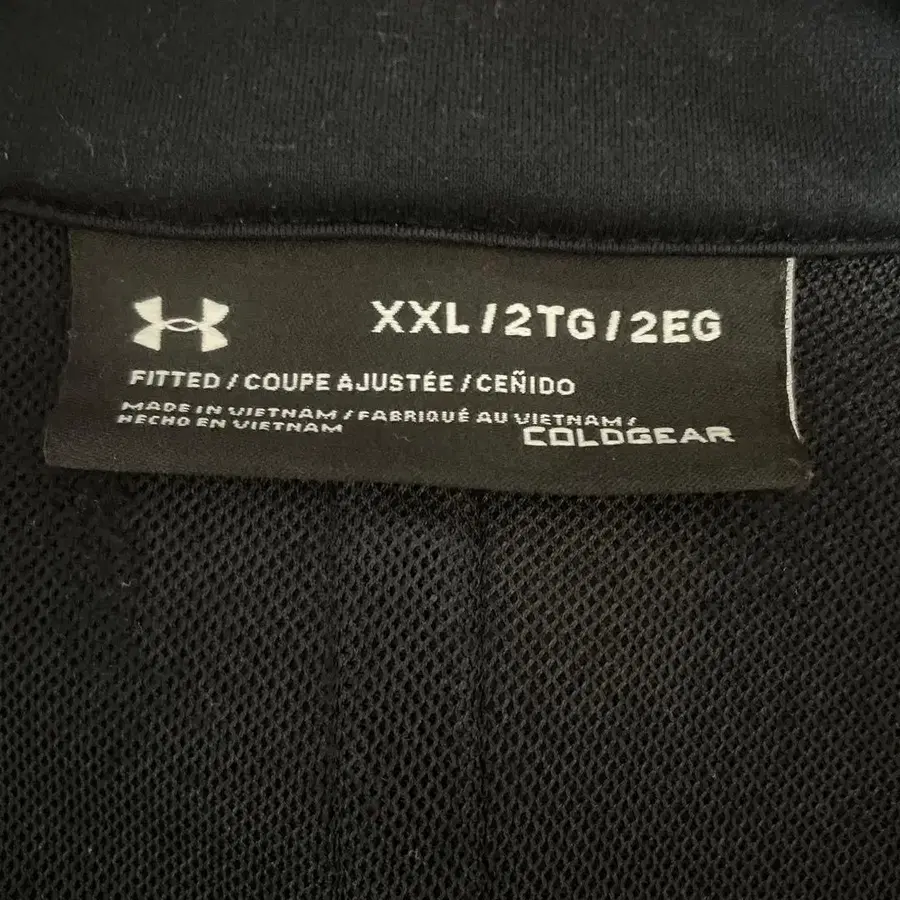 XXL/2TG/2EG
FITTED / COUPE AJUSTÉE / CEÑIDO
MADE IN VIETNAM / FABRIQUÉ AU VIETNAM /
HECHO EN VIETNAM
COLDGEAR